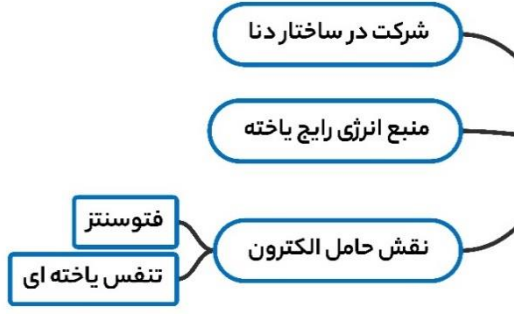 شرکت در ساختار دنا
منبع انرژی رایج یاخته
نقش حامل الکترون
فتوسنتز
تنفس یاخته ای